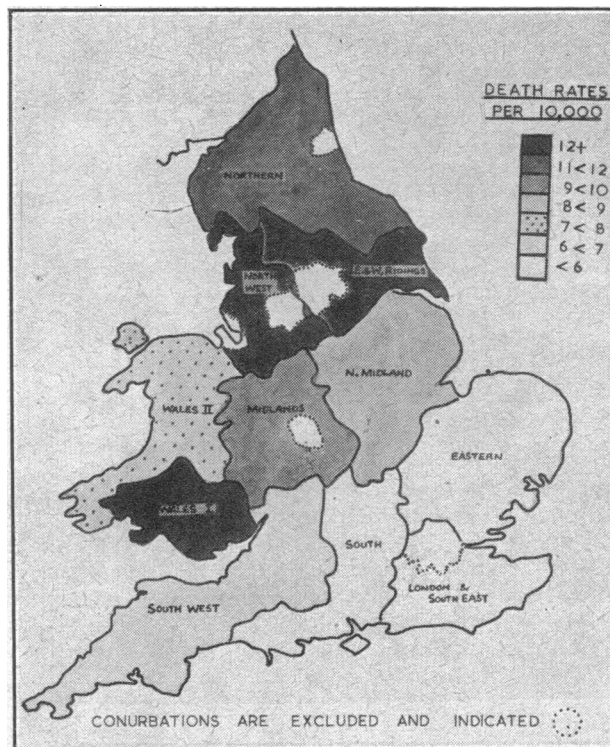 DEATH RATES
PER 10,000
12+
11 < 12
9 < 10
8 < 9
7 < 8
6 < 7
< 6
NORTHERN
NORTH
WEST
E. & W. RIDINGS
N. MIDLAND
WALES II
MIDLANDS
EASTERN
WALES I
SOUTH
LONDON &
SOUTH EAST
SOUTH WEST
CONURBATIONS ARE EXCLUDED AND INDICATED